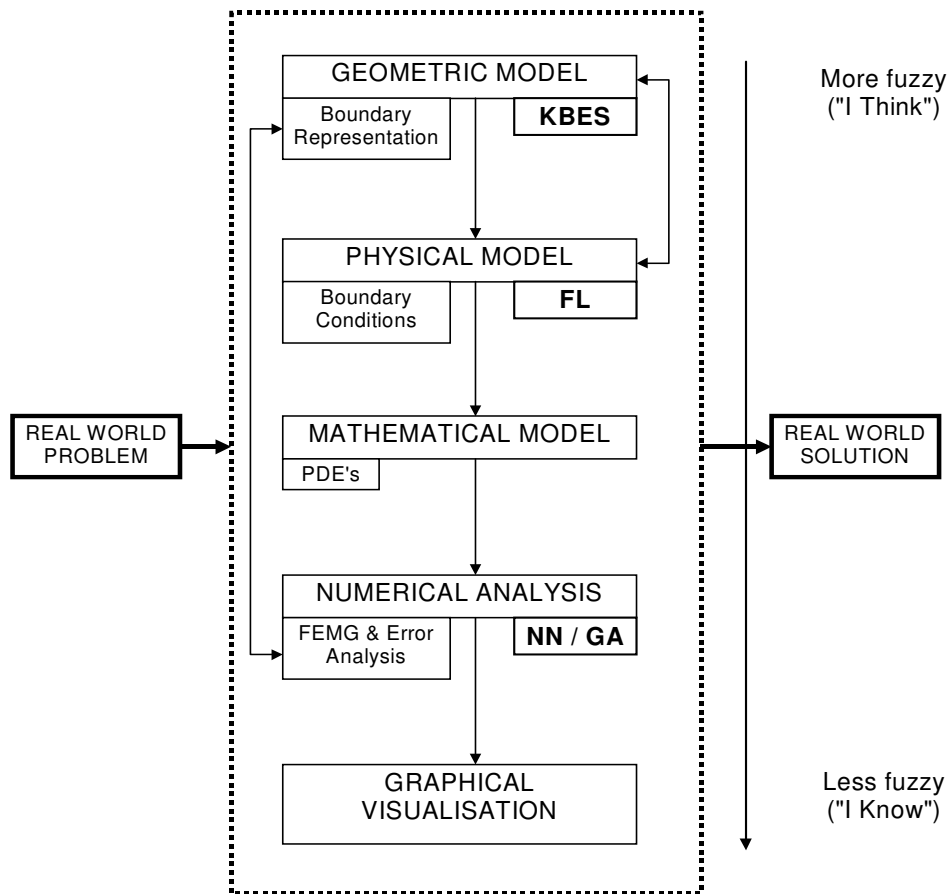 GEOMETRIC MODEL
Boundary
Representation
KBES
More fuzzy
("I Think")
PHYSICAL MODEL
Boundary
Conditions
FL
REAL WORLD
PROBLEM
MATHEMATICAL MODEL
PDE's
REAL WORLD
SOLUTION
NUMERICAL ANALYSIS
FEMG & Error
Analysis
NN / GA
GRAPHICAL
VISUALISATION
Less fuzzy
("I Know")